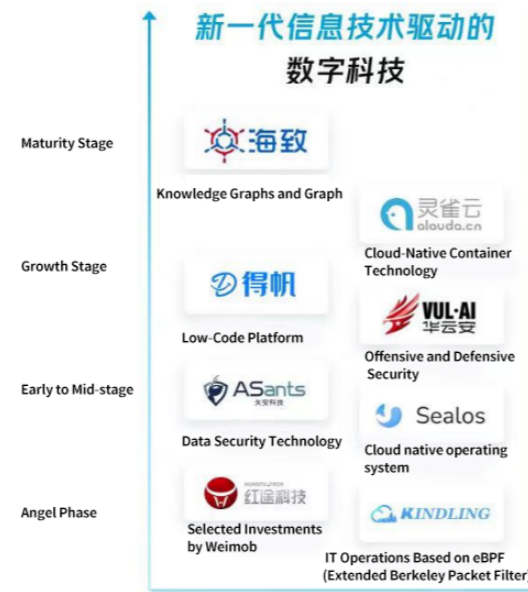 新一代信息技术驱动的
数字科技
Maturity Stage
海致
Knowledge Graphs and Graph
灵雀云
alauda.cn
Cloud-Native Container
Technology
Growth Stage
得帆
Low-Code Platform
VUL·AI
华云安
Offensive and Defensive
Security
Early to Mid-stage
ASants
矢安科技
Data Security Technology
Sealos
Cloud native operating
system
Angel Phase
红途科技
Selected Investments
by Weimob
KINDLING
IT Operations Based on eBPF
(Extended Berkeley Packet Filter)